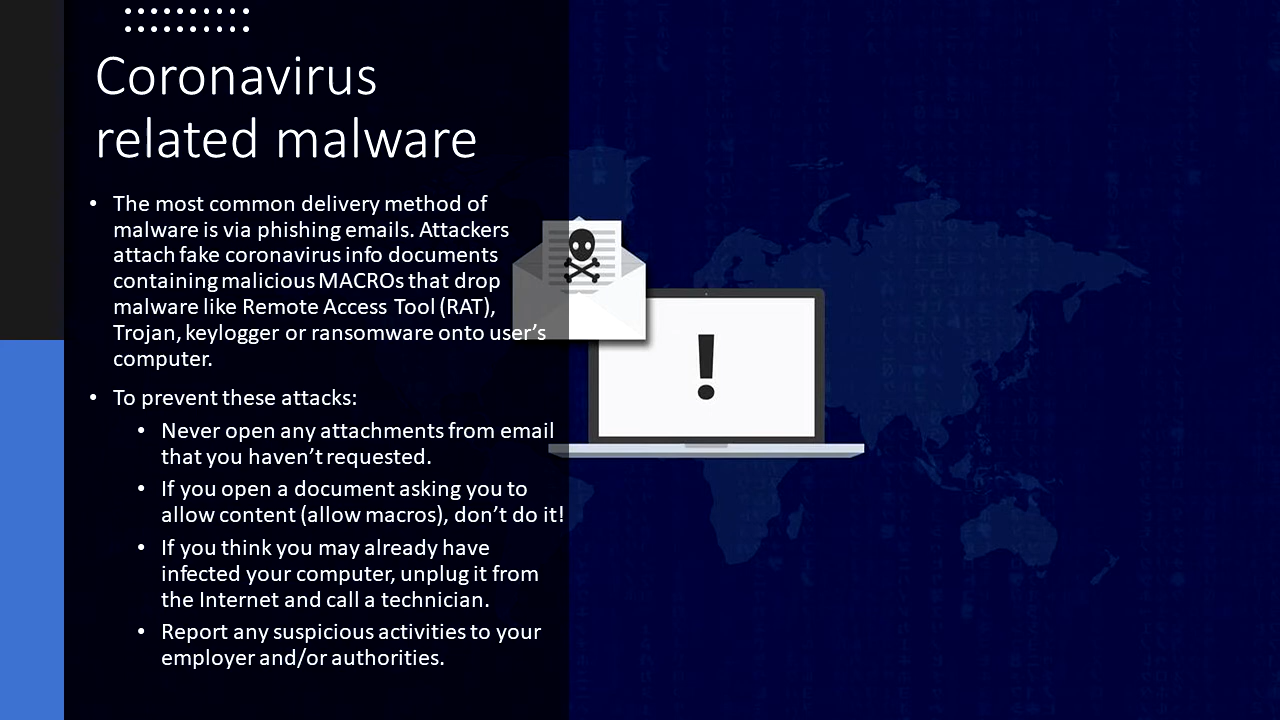 Coronavirus
related malware
• The most common delivery method of
malware is via phishing emails. Attackers
attach fake coronavirus info documents
containing malicious MACROs that drop
malware like Remote Access Tool (RAT),
Trojan, keylogger or ransomware onto user’s
computer.
• To prevent these attacks:
• Never open any attachments from email
that you haven’t requested.
• If you open a document asking you to
allow content (allow macros), don’t do it!
• If you think you may already have
infected your computer, unplug it from
the Internet and call a technician.
• Report any suspicious activities to your
employer and/or authorities.
!